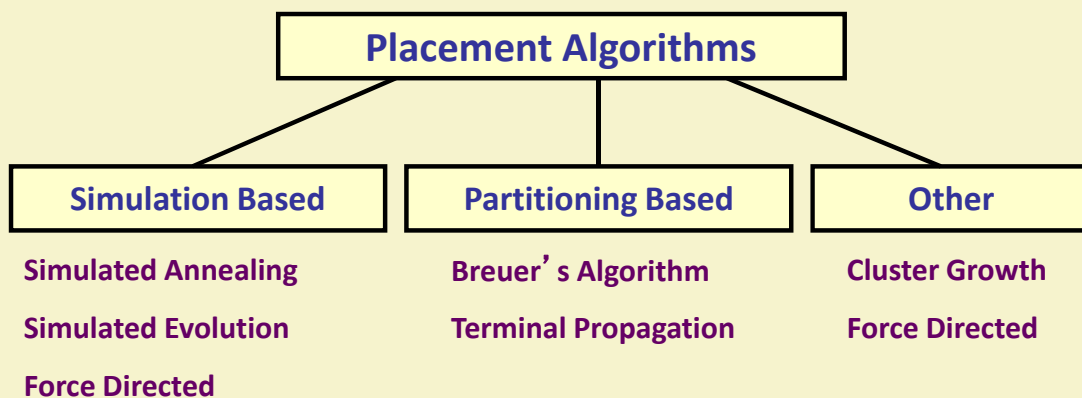 Placement Algorithms
Simulation Based
Simulated Annealing
Simulated Evolution
Force Directed
Partitioning Based
Breuer's Algorithm
Terminal Propagation
Other
Cluster Growth
Force Directed